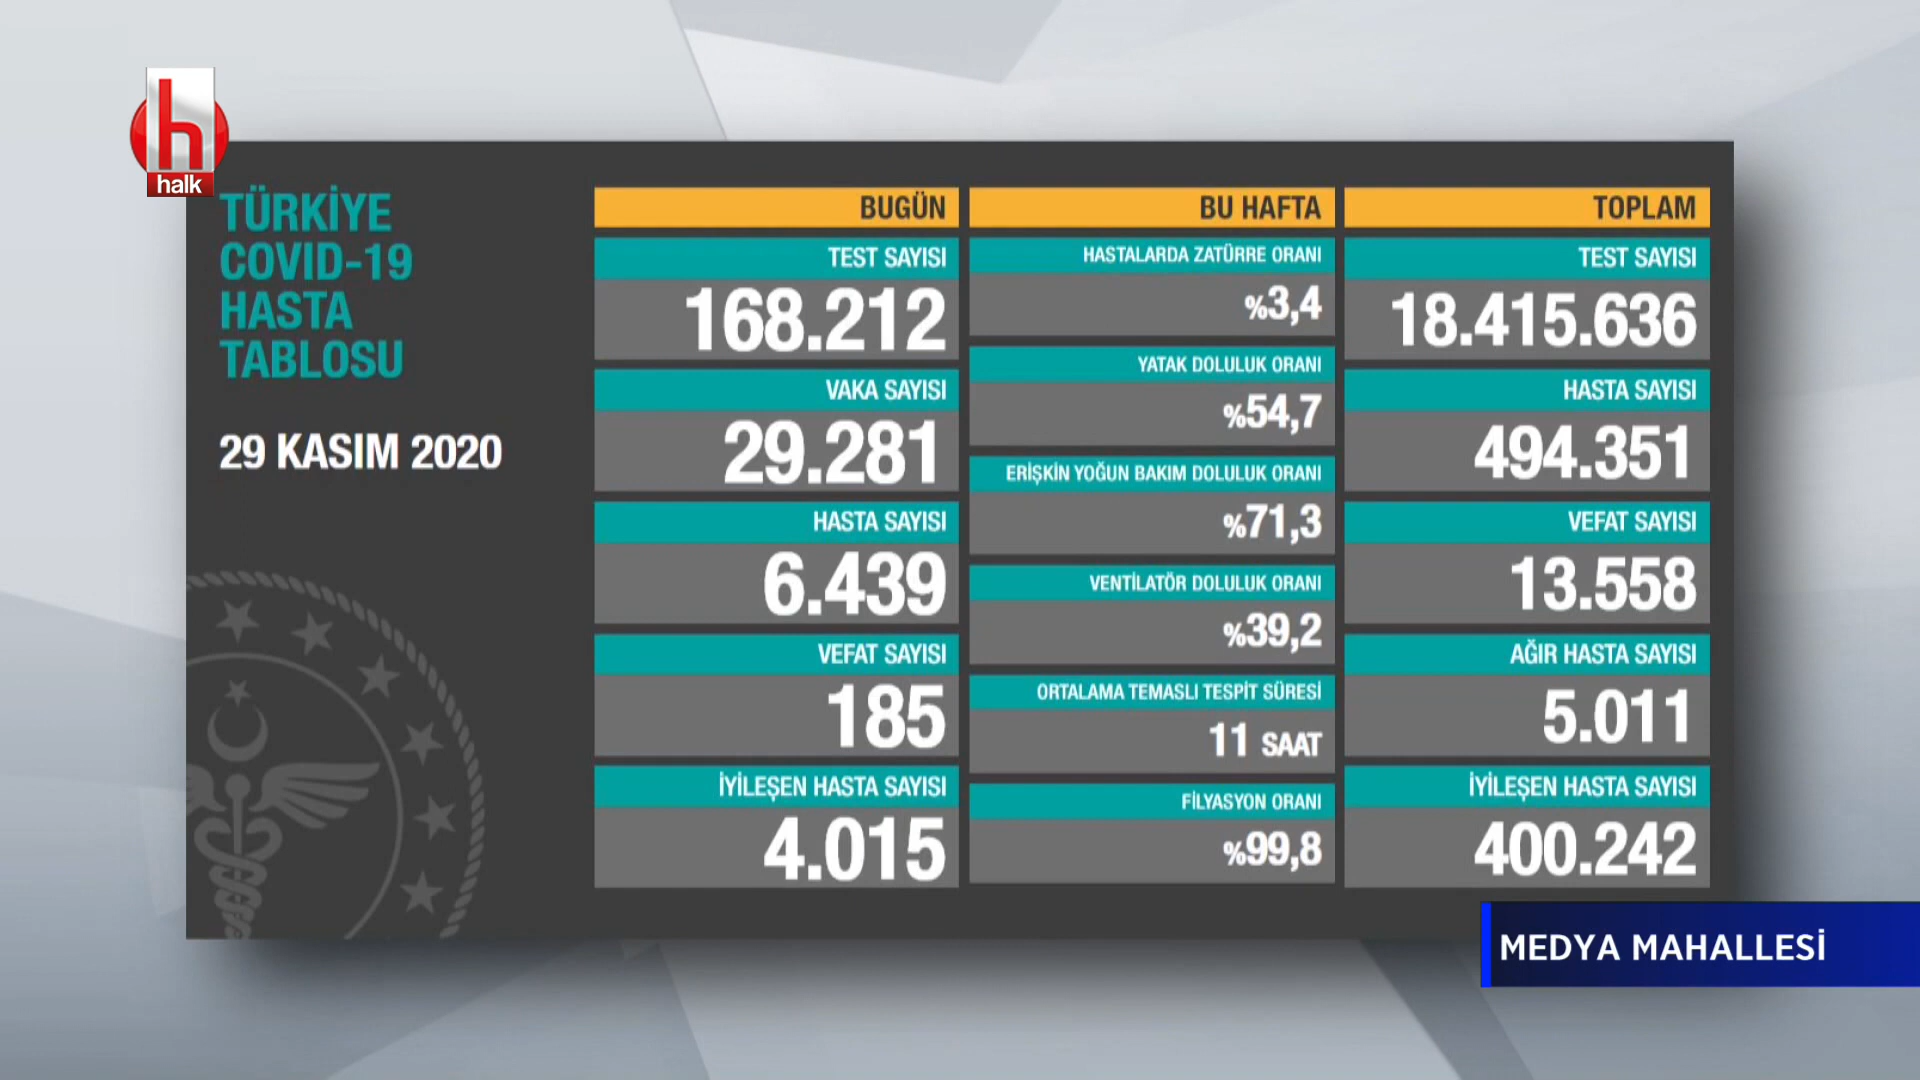 h
halk
TÜRKİYE
COVID-19
HASTA
TABLOSU
29 KASIM 2020
BUGÜN
TEST SAYISI
168.212
VAKA SAYISI
29.281
HASTA SAYISI
6.439
VEFAT SAYISI
185
İYİLEŞEN HASTA SAYISI
4.015
BU HAFTA
HASTALARDA ZATÜRRE ORANI
%3,4
YATAK DOLULUK ORANI
%54,7
ERİŞKİN YOĞUN BAKIM DOLULUK ORANI
%71,3
VENTİLATÖR DOLULUK ORANI
%39,2
ORTALAMA TEMASLI TESPİT SÜRESİ
11 SAAT
FİLYASYON ORANI
%99,8
TOPLAM
TEST SAYISI
18.415.636
HASTA SAYISI
494.351
VEFAT SAYISI
13.558
AĞIR HASTA SAYISI
5.011
İYİLEŞEN HASTA SAYISI
400.242
MEDYA MAHALLESİ